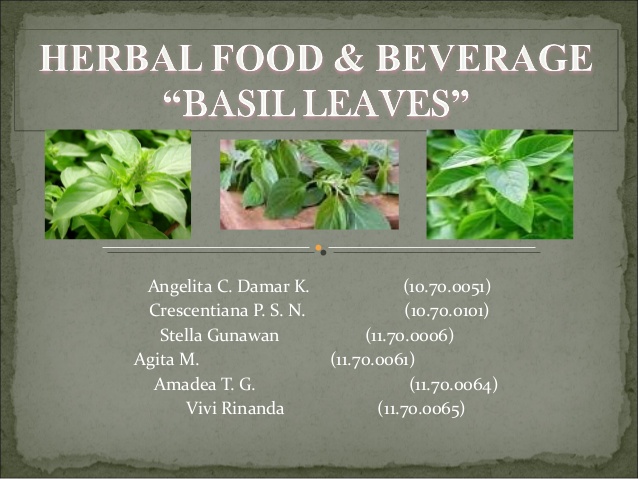 HERBAL FOOD & BEVERAGE
“BASIL LEAVES”
Angelita C. Damar K. (10.70.0051)
Crescentiana P. S. N. (10.70.0101)
Stella Gunawan (11.70.0006)
Agita M. (11.70.0061)
Amadea T. G. (11.70.0064)
Vivi Rinanda (11.70.0065)